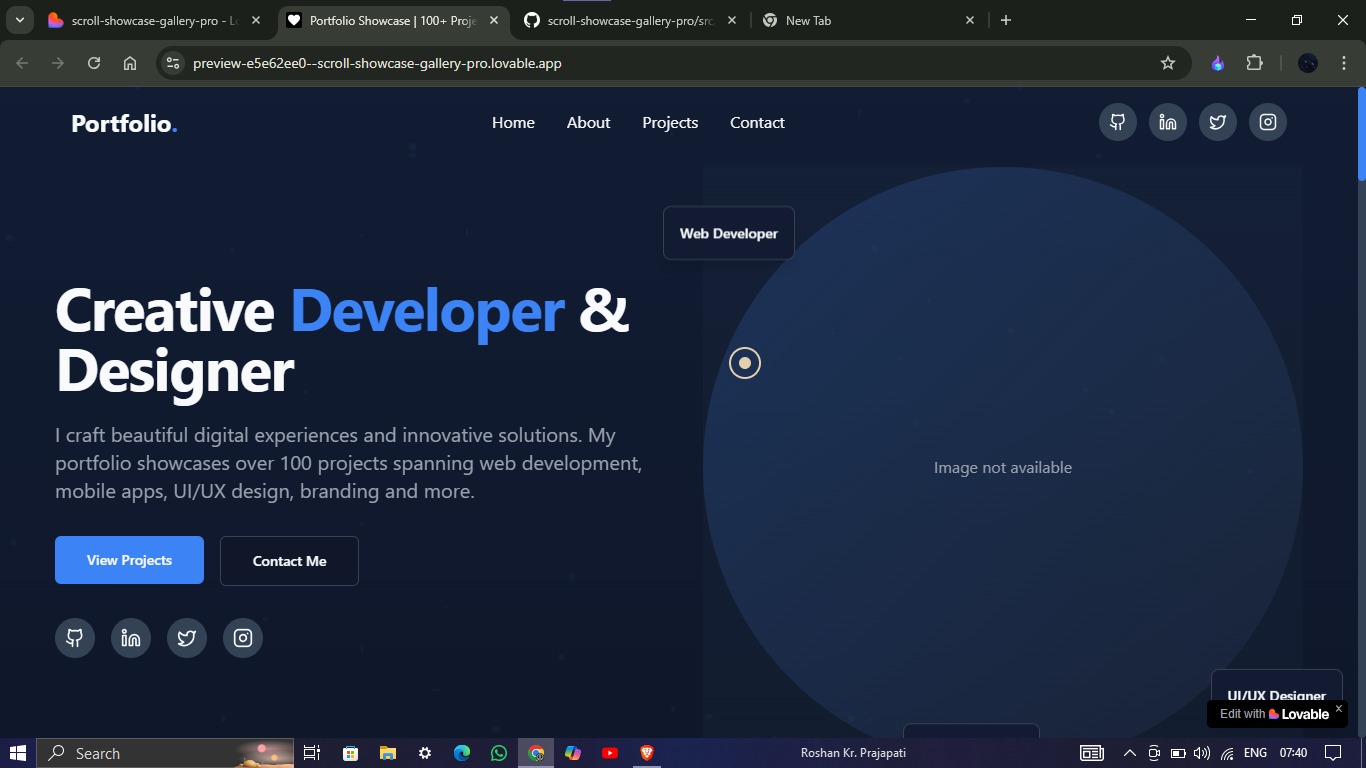 scroll-showcase-gallery-pro - Lo
Portfolio Showcase | 100+ Proje
scroll-showcase-gallery-pro/src
New Tab
preview-e5e62ee0--scroll-showcase-gallery-pro.lovable.app
Portfolio.
Home
About
Projects
Contact
Web Developer
Creative Developer &
Designer
I craft beautiful digital experiences and innovative solutions. My
portfolio showcases over 100 projects spanning web development,
mobile apps, UI/UX design, branding and more.
Image not available
View Projects
Contact Me
UI/UX Designer
Edit with Lovable
Search
Roshan Kr. Prajapati
ENG
07:40